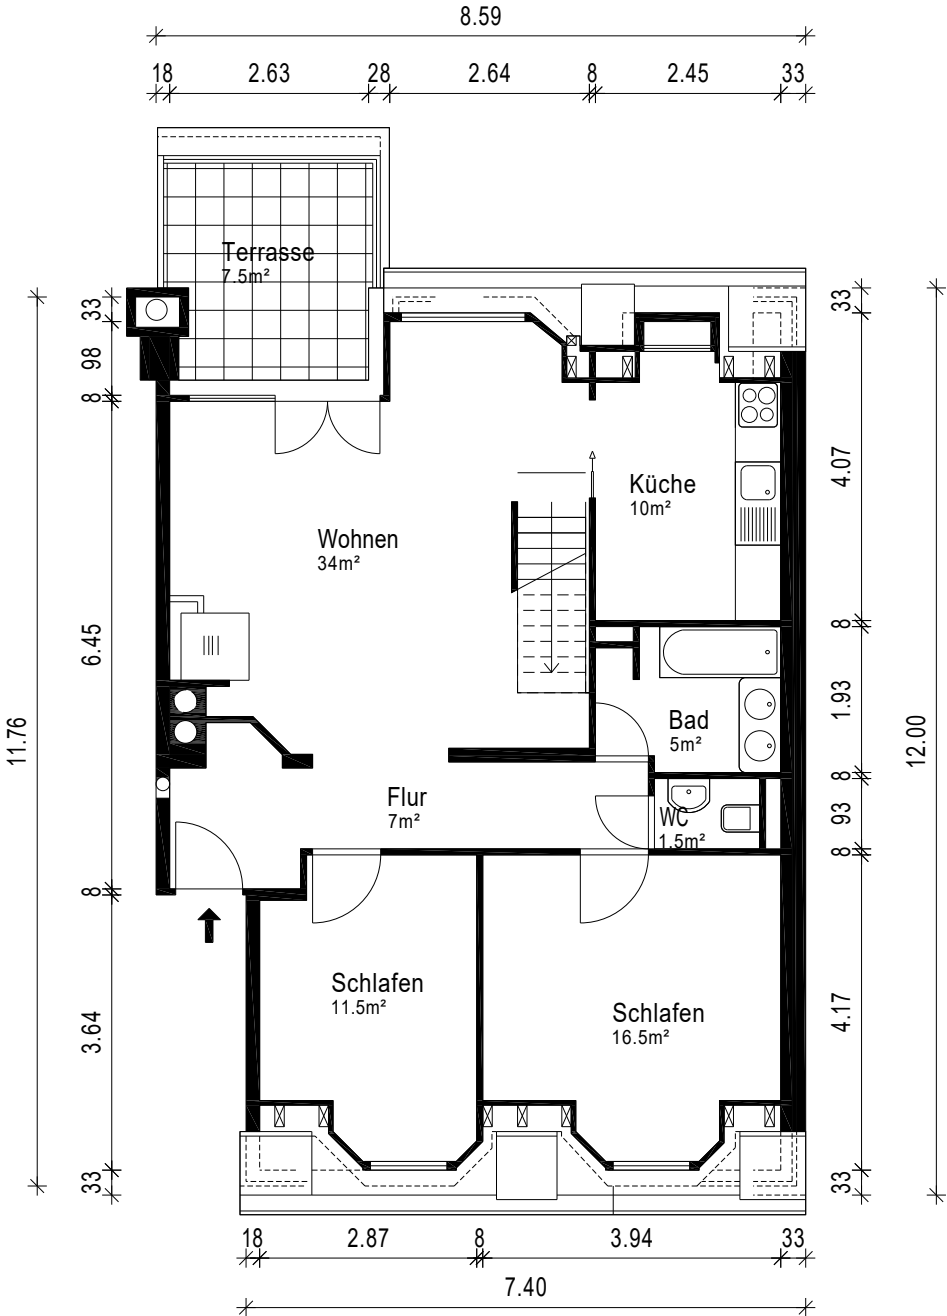 8.59
18 2.63 28 2.64 8 2.45 33
Terrasse
7.5m²
33
33
98
8
4.07
Küche
10m²
Wohnen
34m²
6.45
8
11.76
12.00
1.93
Bad
5m²
8
Flur
7m²
93
WC
1.5m²
8
8
Schlafen
11.5m²
Schlafen
16.5m²
3.64
4.17
33
33
18 2.87 8 3.94 33
7.40